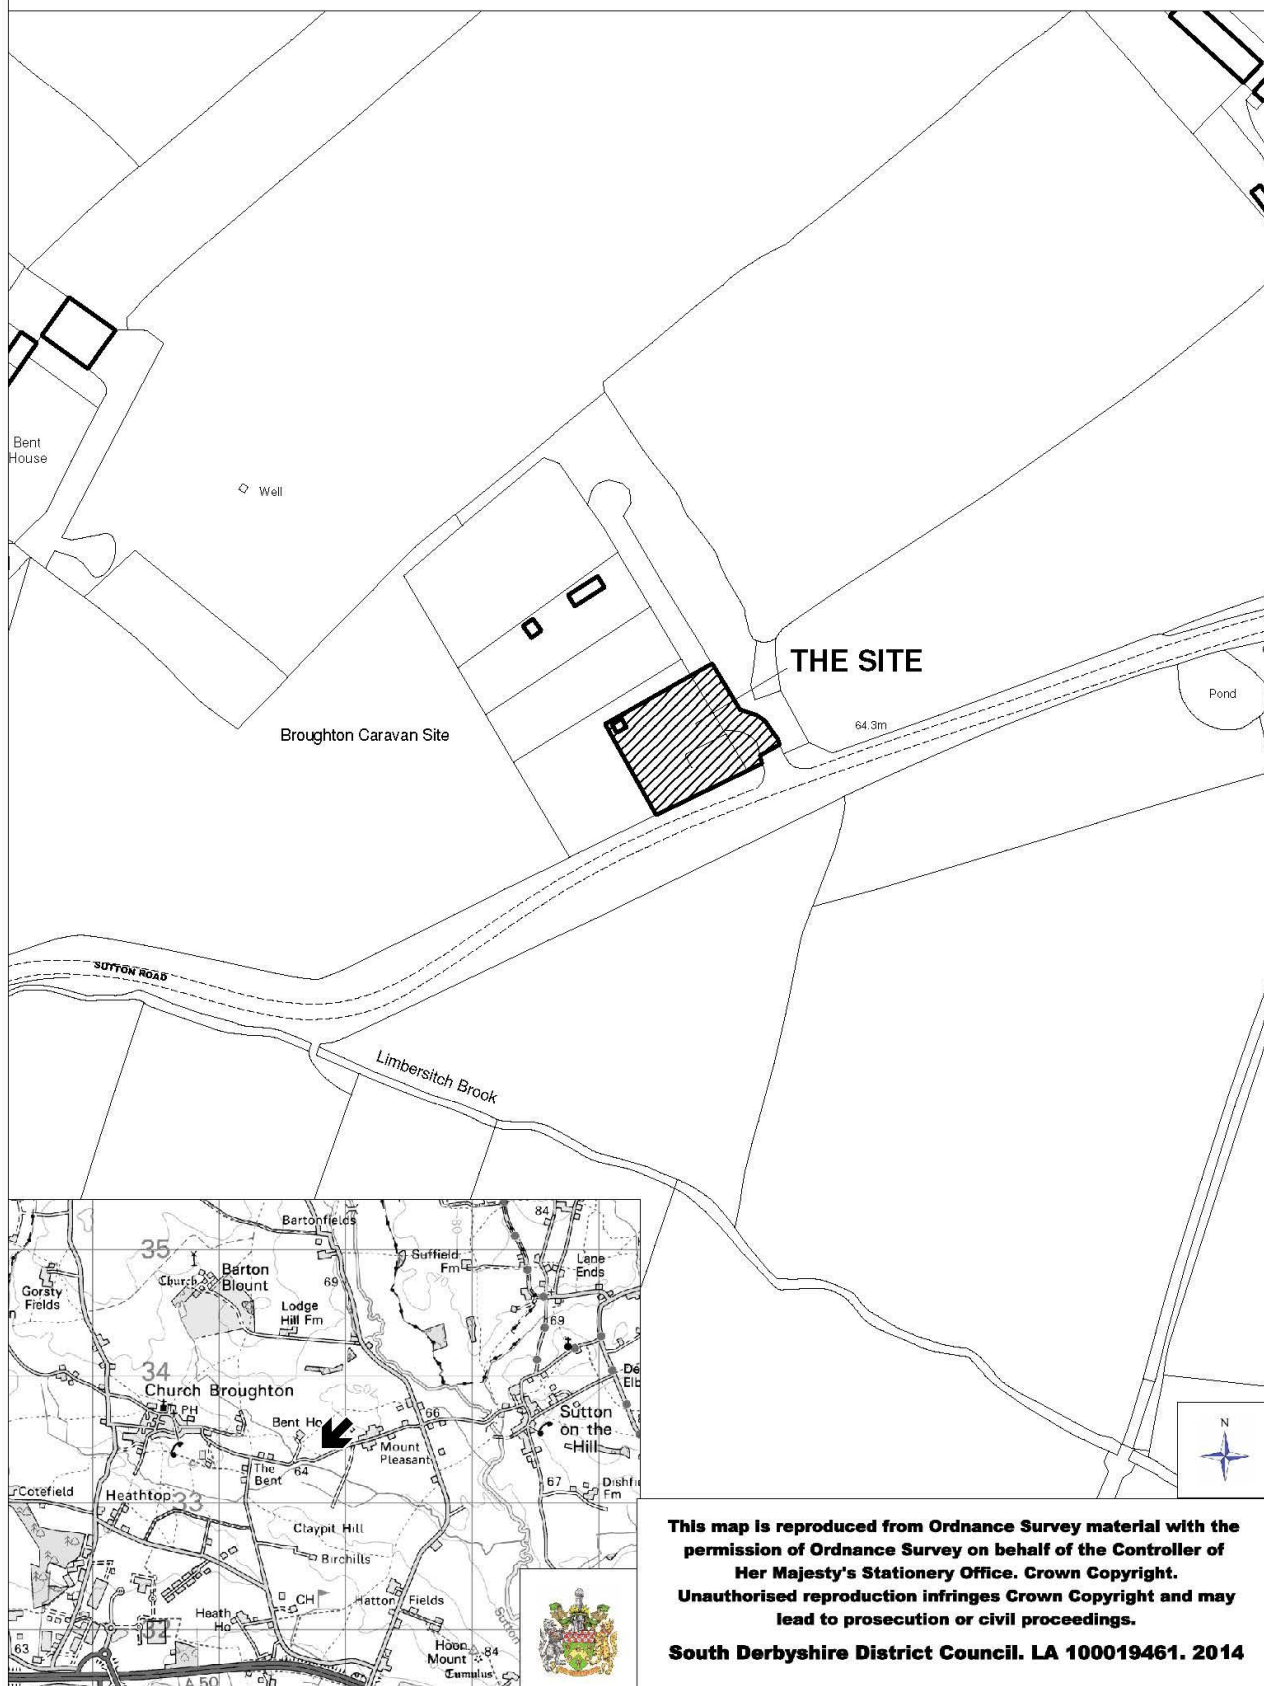 Bent
House
Well
THE SITE
Pond
64.3m
Broughton Caravan Site
SUTTON ROAD
Limbersitch Brook
Bartonfields
84
80
35
Suffield
Fm
Lane
Ends
Barton
Blount
Church
69
Gorsty
Fields
Lodge
Hill Fm
69
34
Church Broughton
PH
Bent Ho
66
Sutton
on the
Hill
Mount
Pleasant
The
Bent
64
67
Cotefield
Heathtop
33
Claypit Hill
Birchills
CH
Hatton Fields
Heath
Ho
32
63
Hoon
Mount
84
Tumulus
Sutton
A 50
N
This map is reproduced from Ordnance Survey material with the
permission of Ordnance Survey on behalf of the Controller of
Her Majesty's Stationery Office. Crown Copyright.
Unauthorised reproduction infringes Crown Copyright and may
lead to prosecution or civil proceedings.
South Derbyshire District Council. LA 100019461. 2014